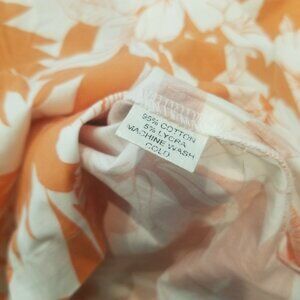 95% COTTON
5% LYCRA
MACHINE WASH
COLD